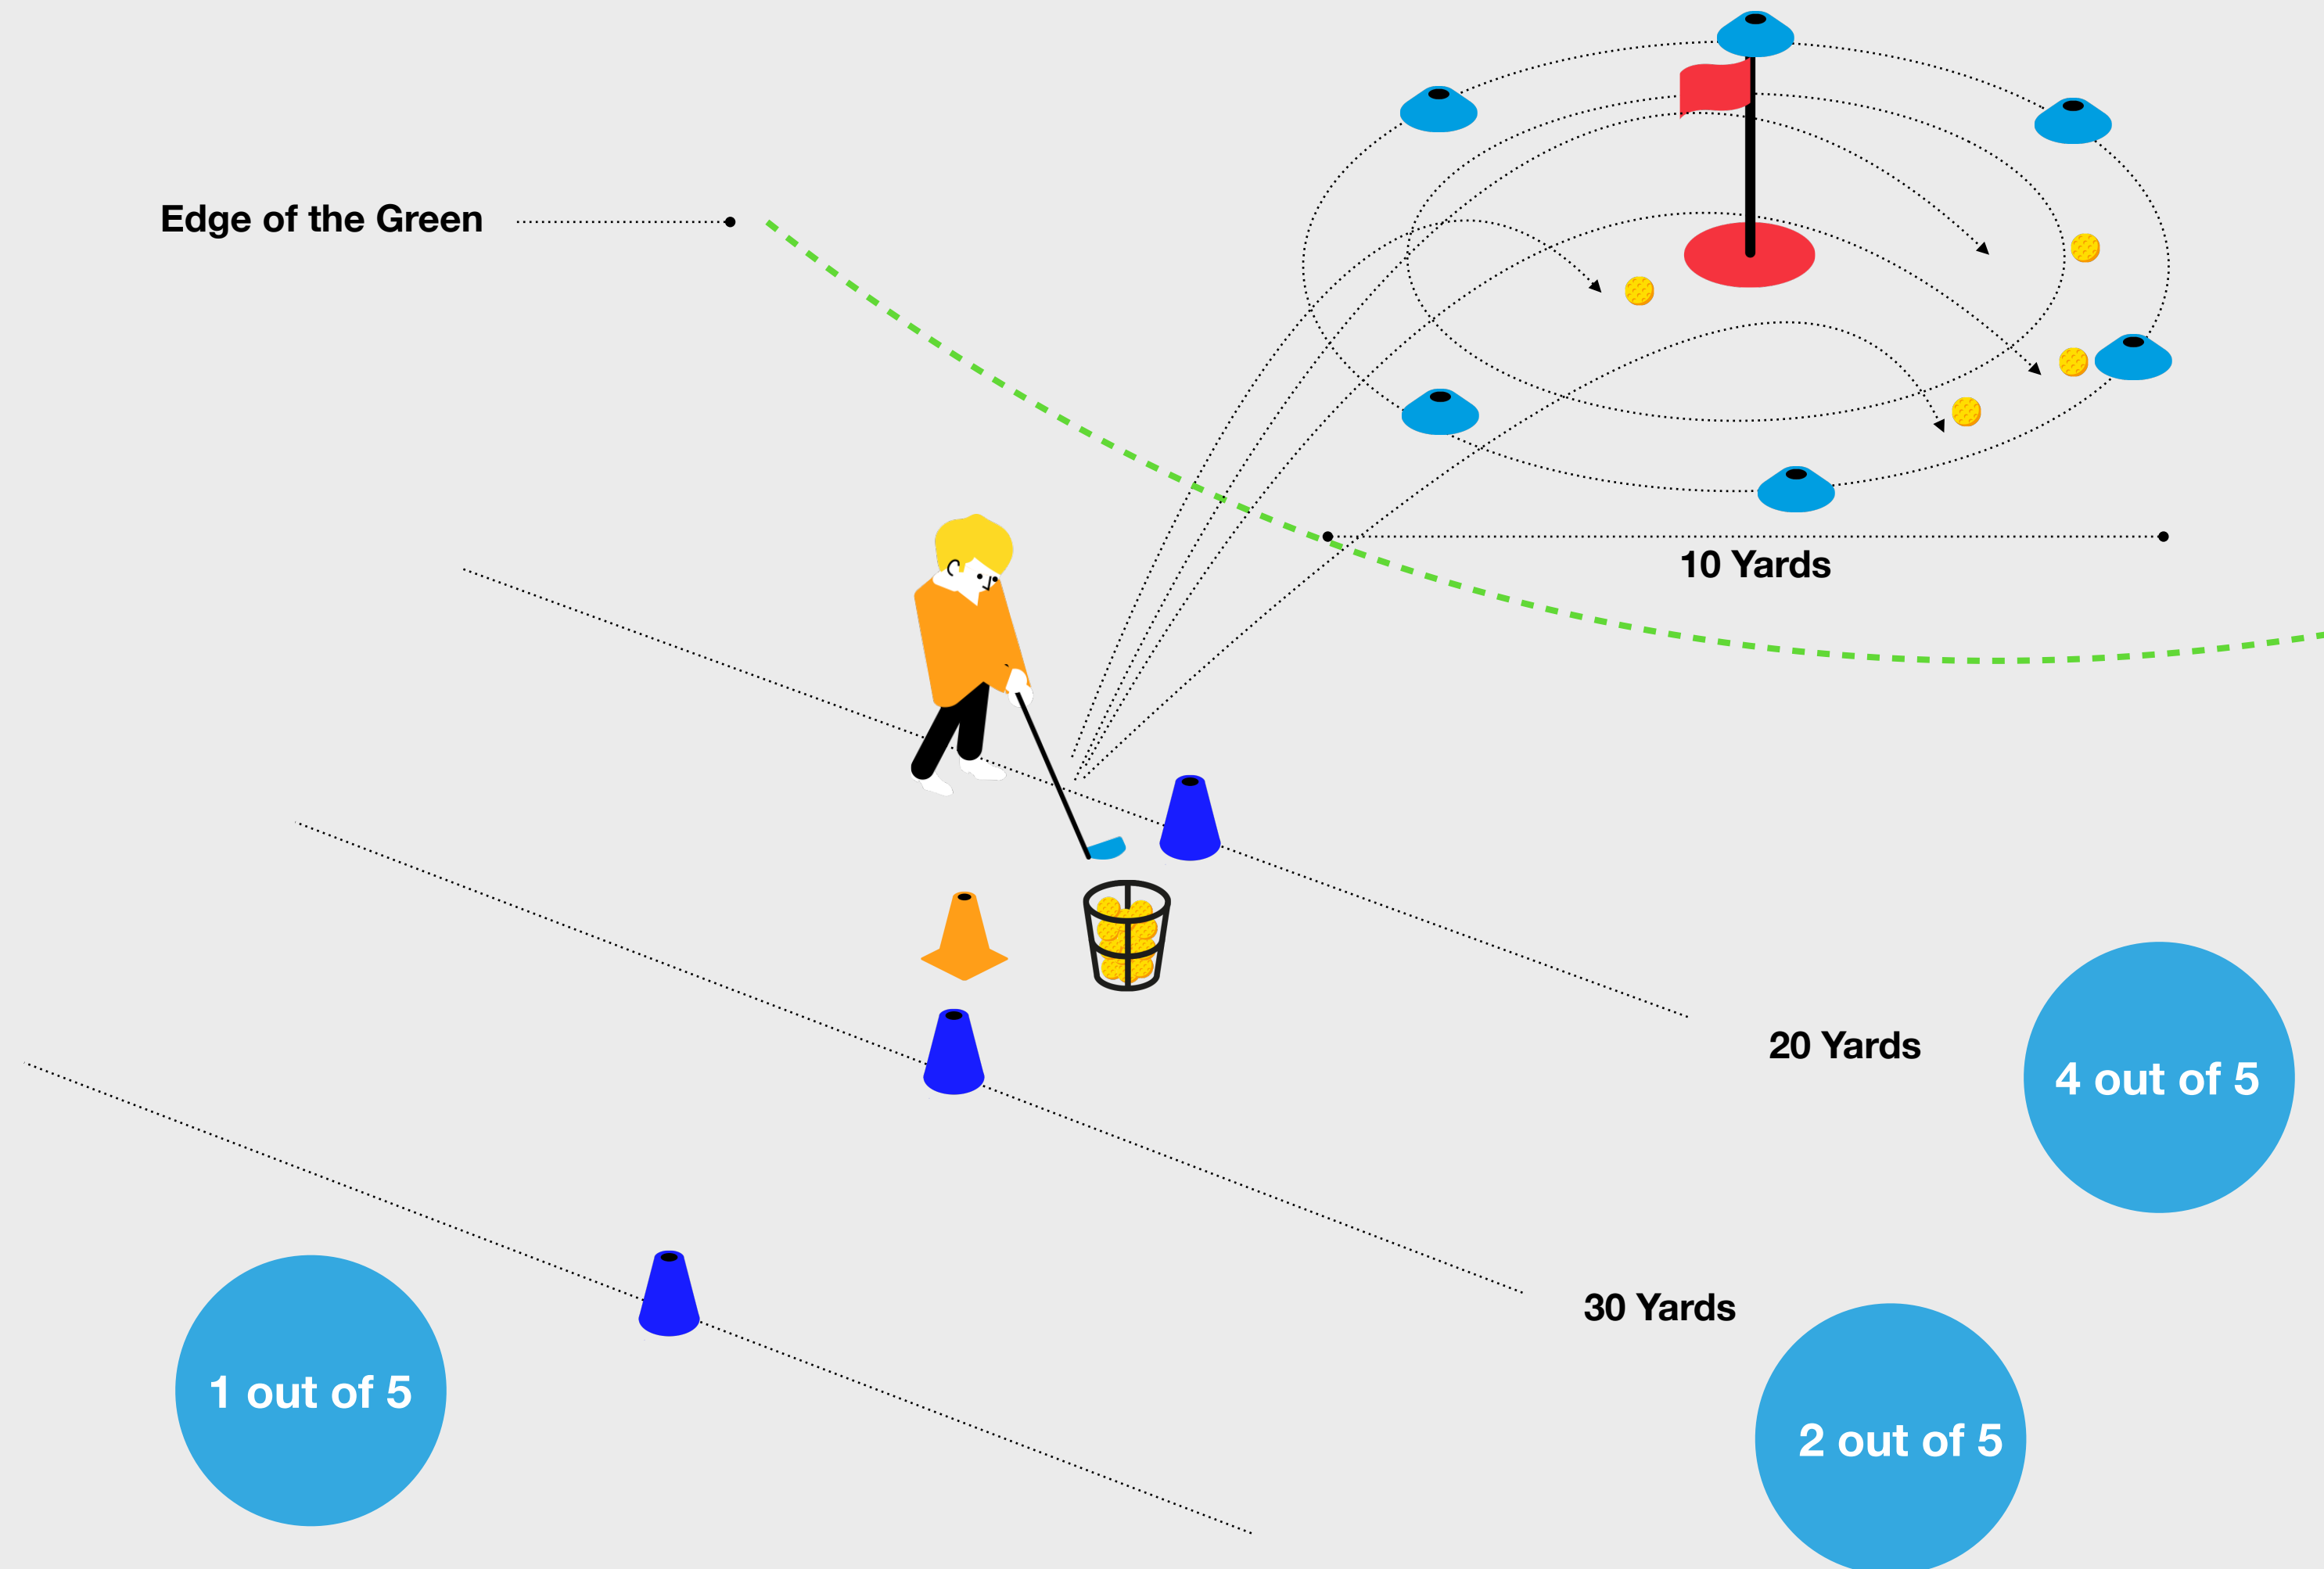 Edge of the Green
10 Yards
20 Yards
4 out of 5
30 Yards
1 out of 5
2 out of 5